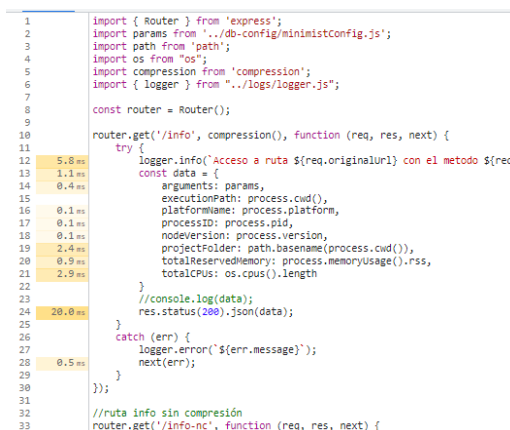 1 import { Router } from 'express';
2 import params from '../db-config/minimistConfig.js';
3 import path from 'path';
4 import os from "os";
5 import compression from 'compression';
6 import { logger } from "../logs/logger.js";
7
8 const router = Router();
9
10 router.get('/info', compression(), function (req, res, next) {
11 try {
12 5.8 ms logger.info(`Acceso a ruta ${req.originalUrl} con el metodo ${req
13 1.1 ms const data = {
14 0.4 ms arguments: params,
15 executionPath: process.cwd(),
16 0.1 ms platformName: process.platform,
17 0.1 ms processID: process.pid,
18 0.1 ms nodeVersion: process.version,
19 2.4 ms projectFolder: path.basename(process.cwd()),
20 0.9 ms totalReservedMemory: process.memoryUsage().rss,
21 2.9 ms totalCPUs: os.cpus().length
22 }
23 //console.log(data);
24 20.0 ms res.status(200).json(data);
25 }
26 catch (err) {
27 logger.error(`${err.message}`);
28 0.5 ms next(err);
29 }
30 });
31
32 //ruta info sin compresión
33 router.get('/info-nc', function (req, res, next) {